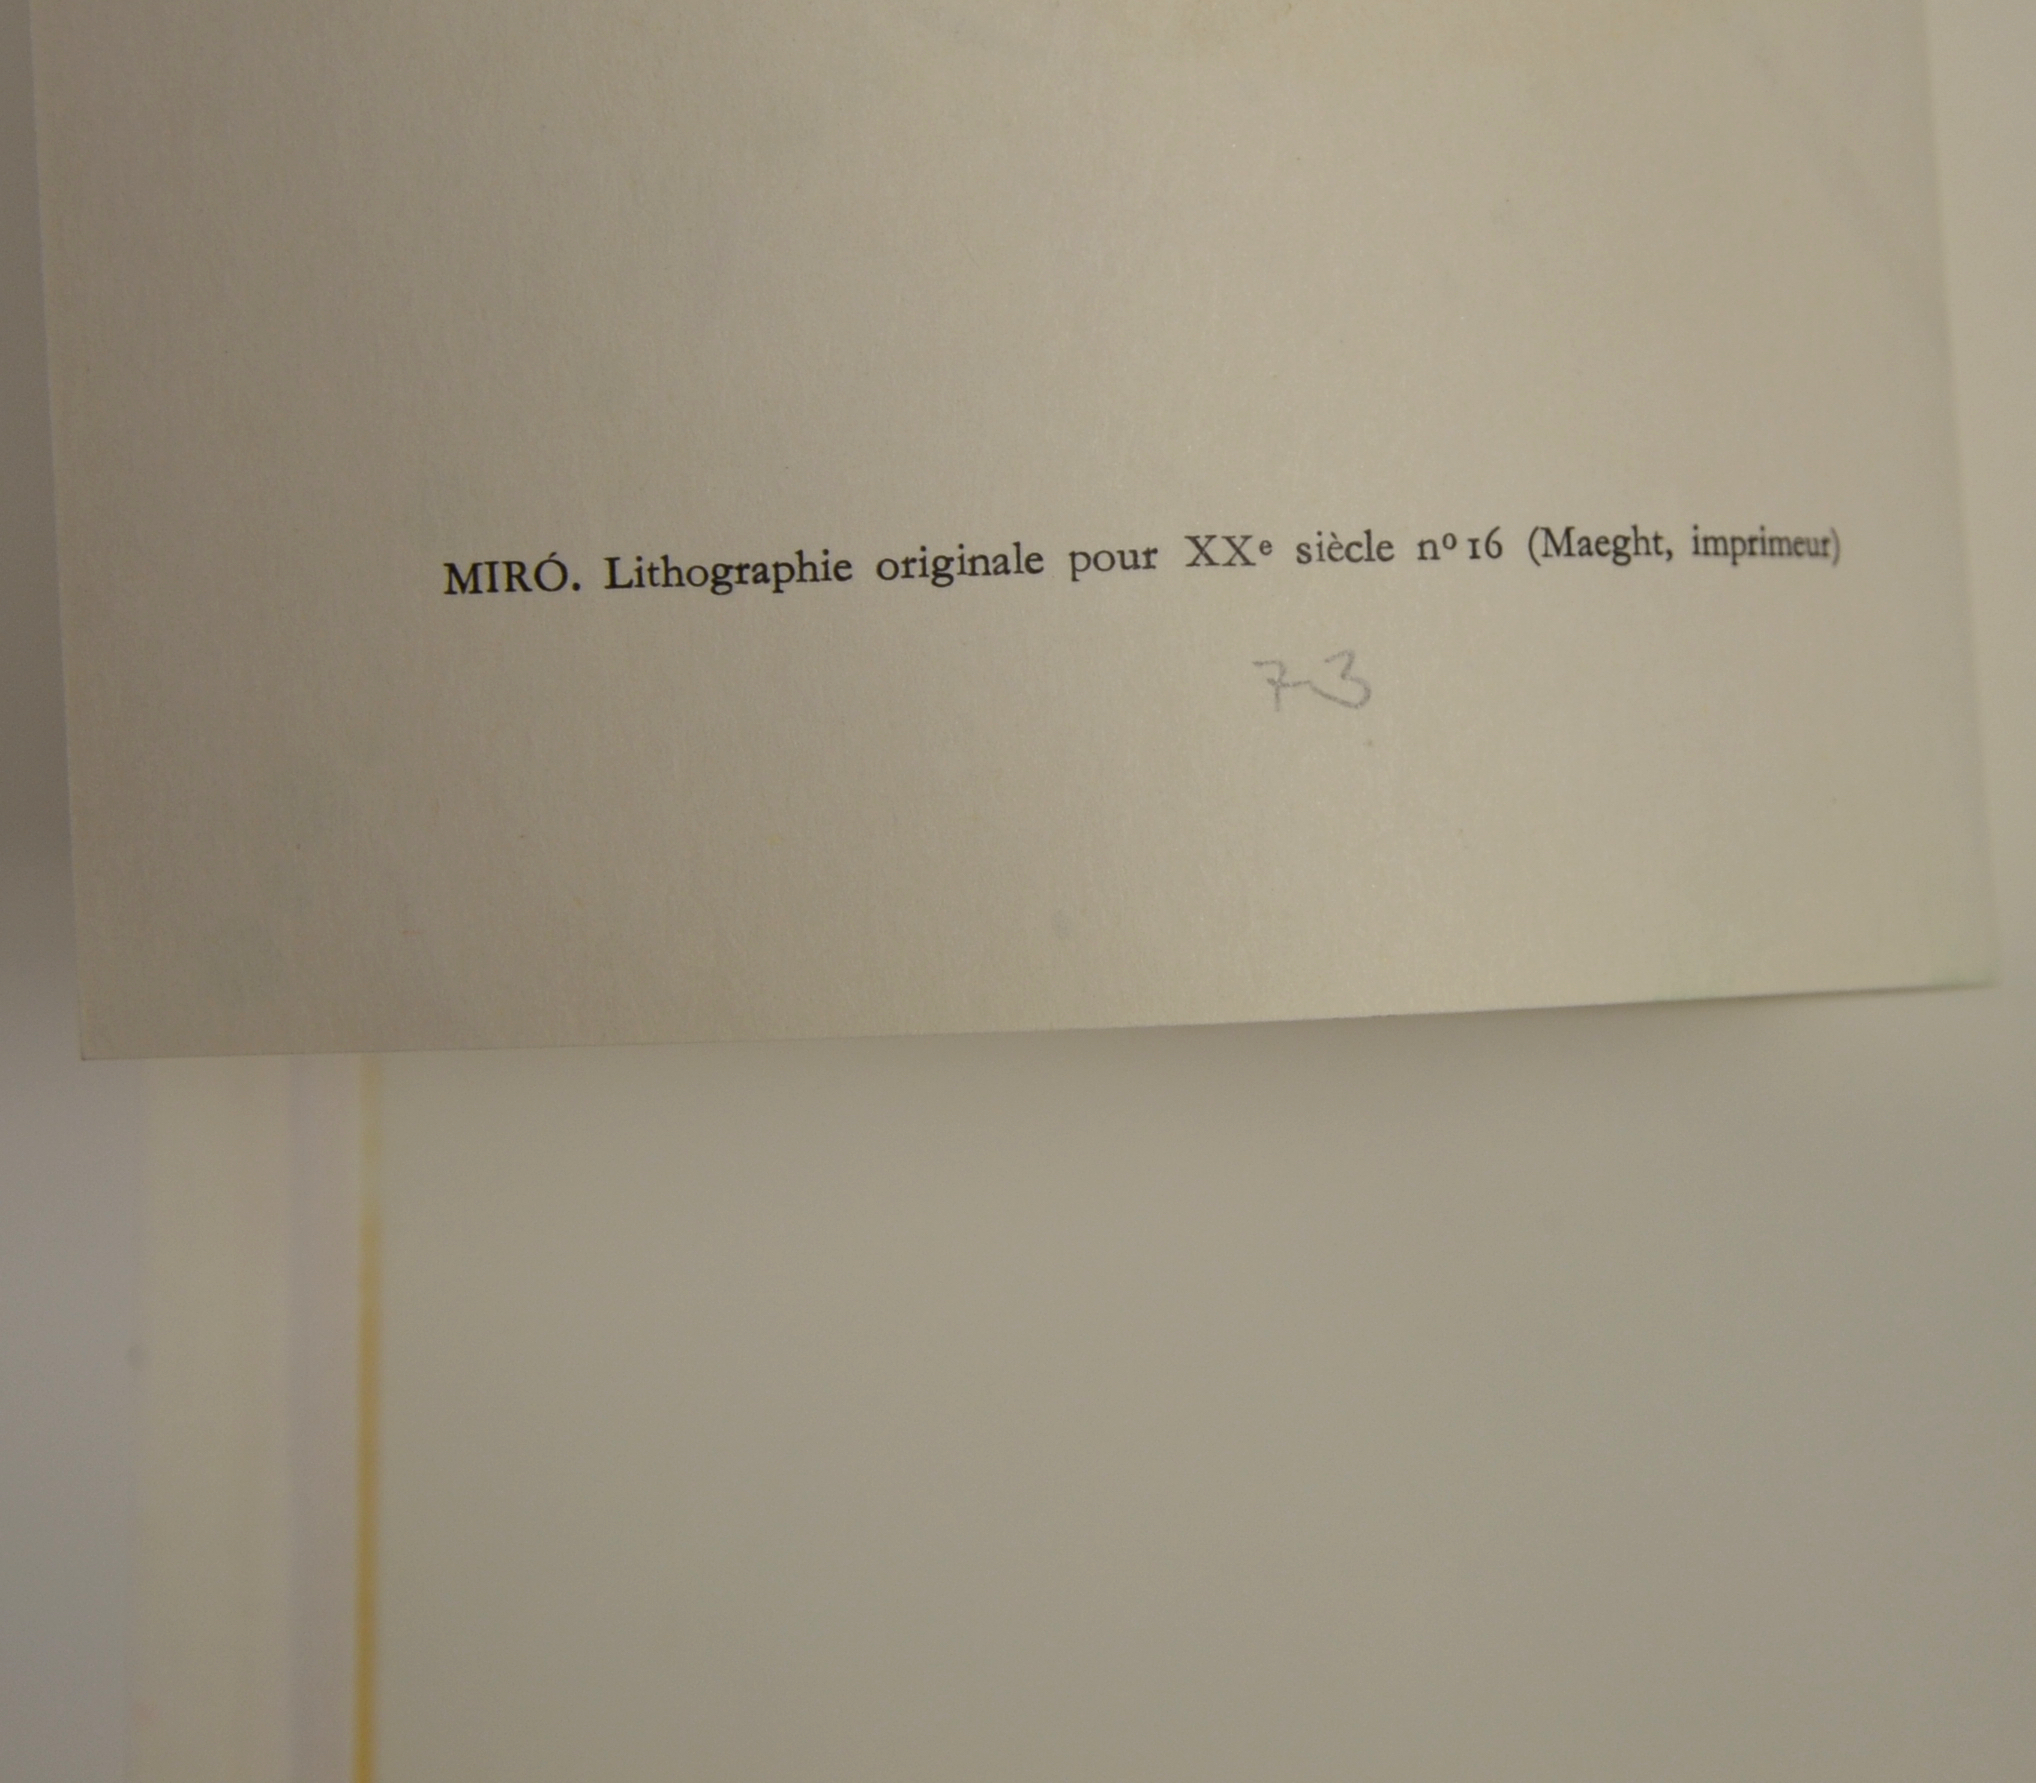 MIRÓ. Lithographie originale pour XXe siècle nº 16 (Maeght, imprimeur)
73